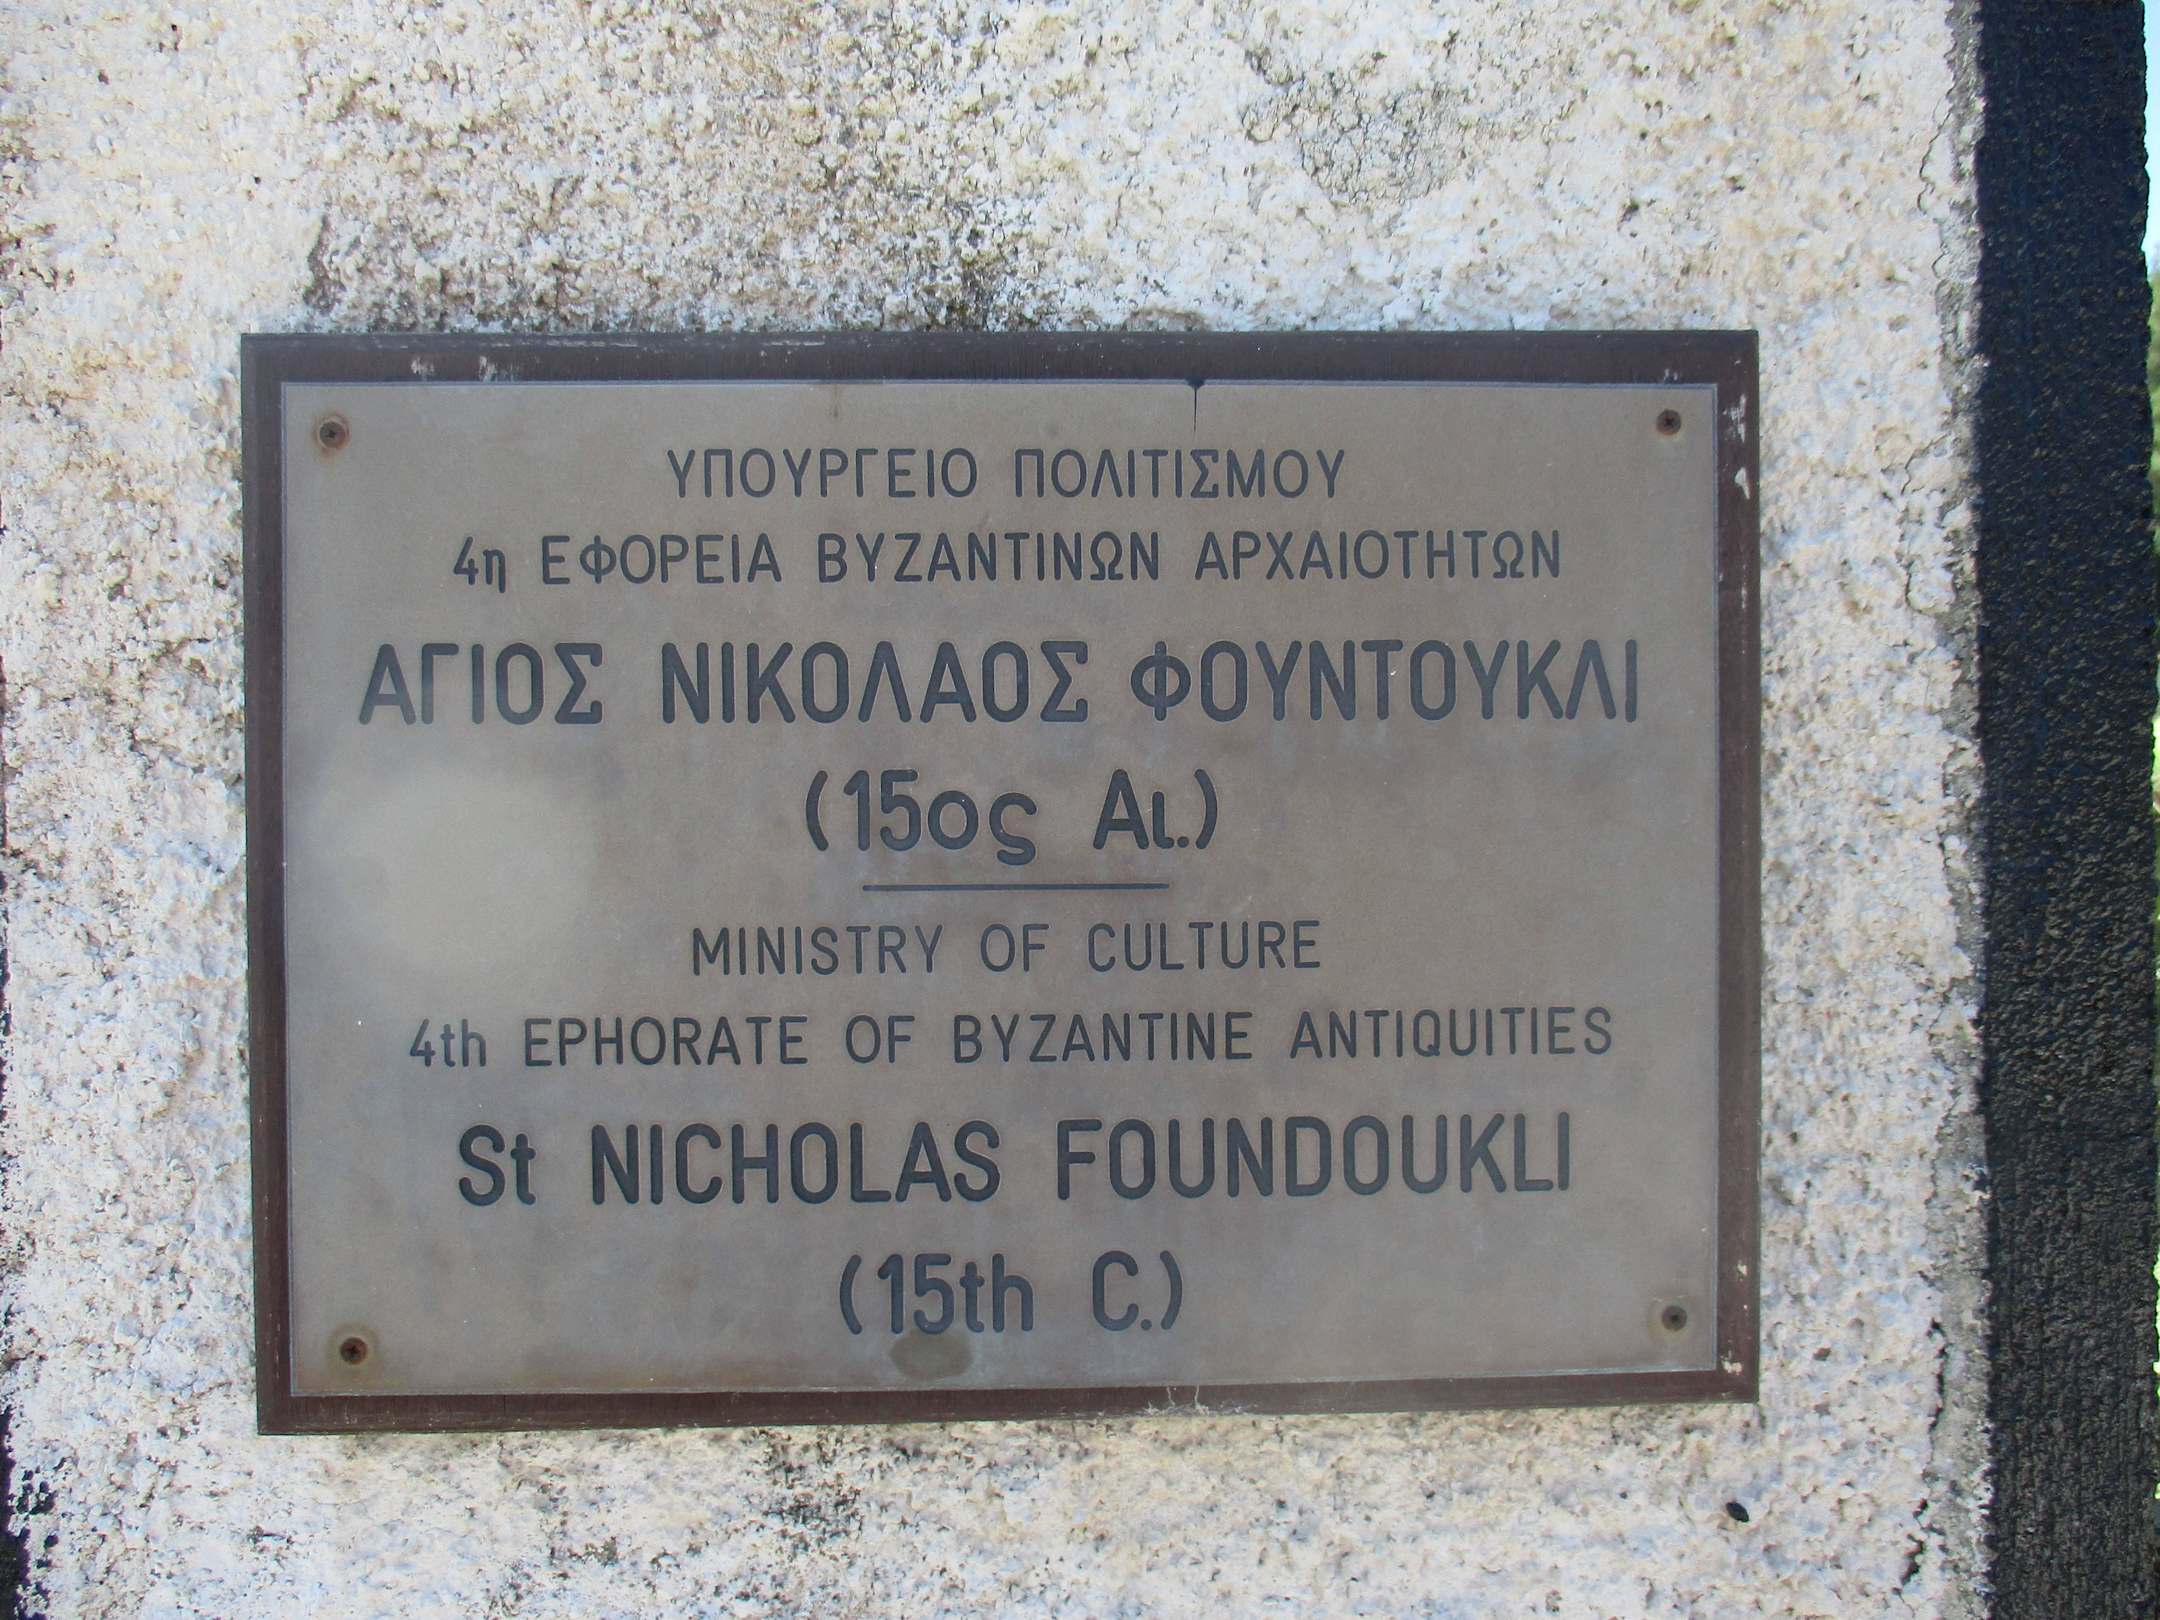 ΥΠΟΥΡΓΕΙΟ ΠΟΛΙΤΙΣΜΟΥ
4η ΕΦΟΡΕΙΑ ΒΥΖΑΝΤΙΝΩΝ ΑΡΧΑΙΟΤΗΤΩΝ
ΑΓΙΟΣ ΝΙΚΟΛΑΟΣ ΦΟΥΝΤΟΥΚΛΙ
(15ος Αι.)
MINISTRY OF CULTURE
4th EPHORATE OF BYZANTINE ANTIQUITIES
St NICHOLAS FOUNDOUKLI
(15th C.)